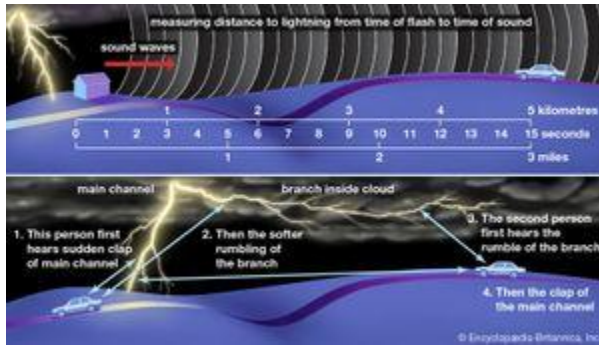 measuring distance to lightning from time of flash to time of sound
sound waves
1 2 3 4 5 kilometres
0 1 2 3 4 5 6 7 8 9 10 11 12 13 14 15 seconds
1 2 3 miles
main channel
branch inside cloud
1. This person first
hears sudden clap
of main channel
2. Then the softer
rumbling of
the branch
3. The second person
first hears the
rumble of the branch
4. Then the clap of
the main channel
© Encyclopædia Britannica, Inc